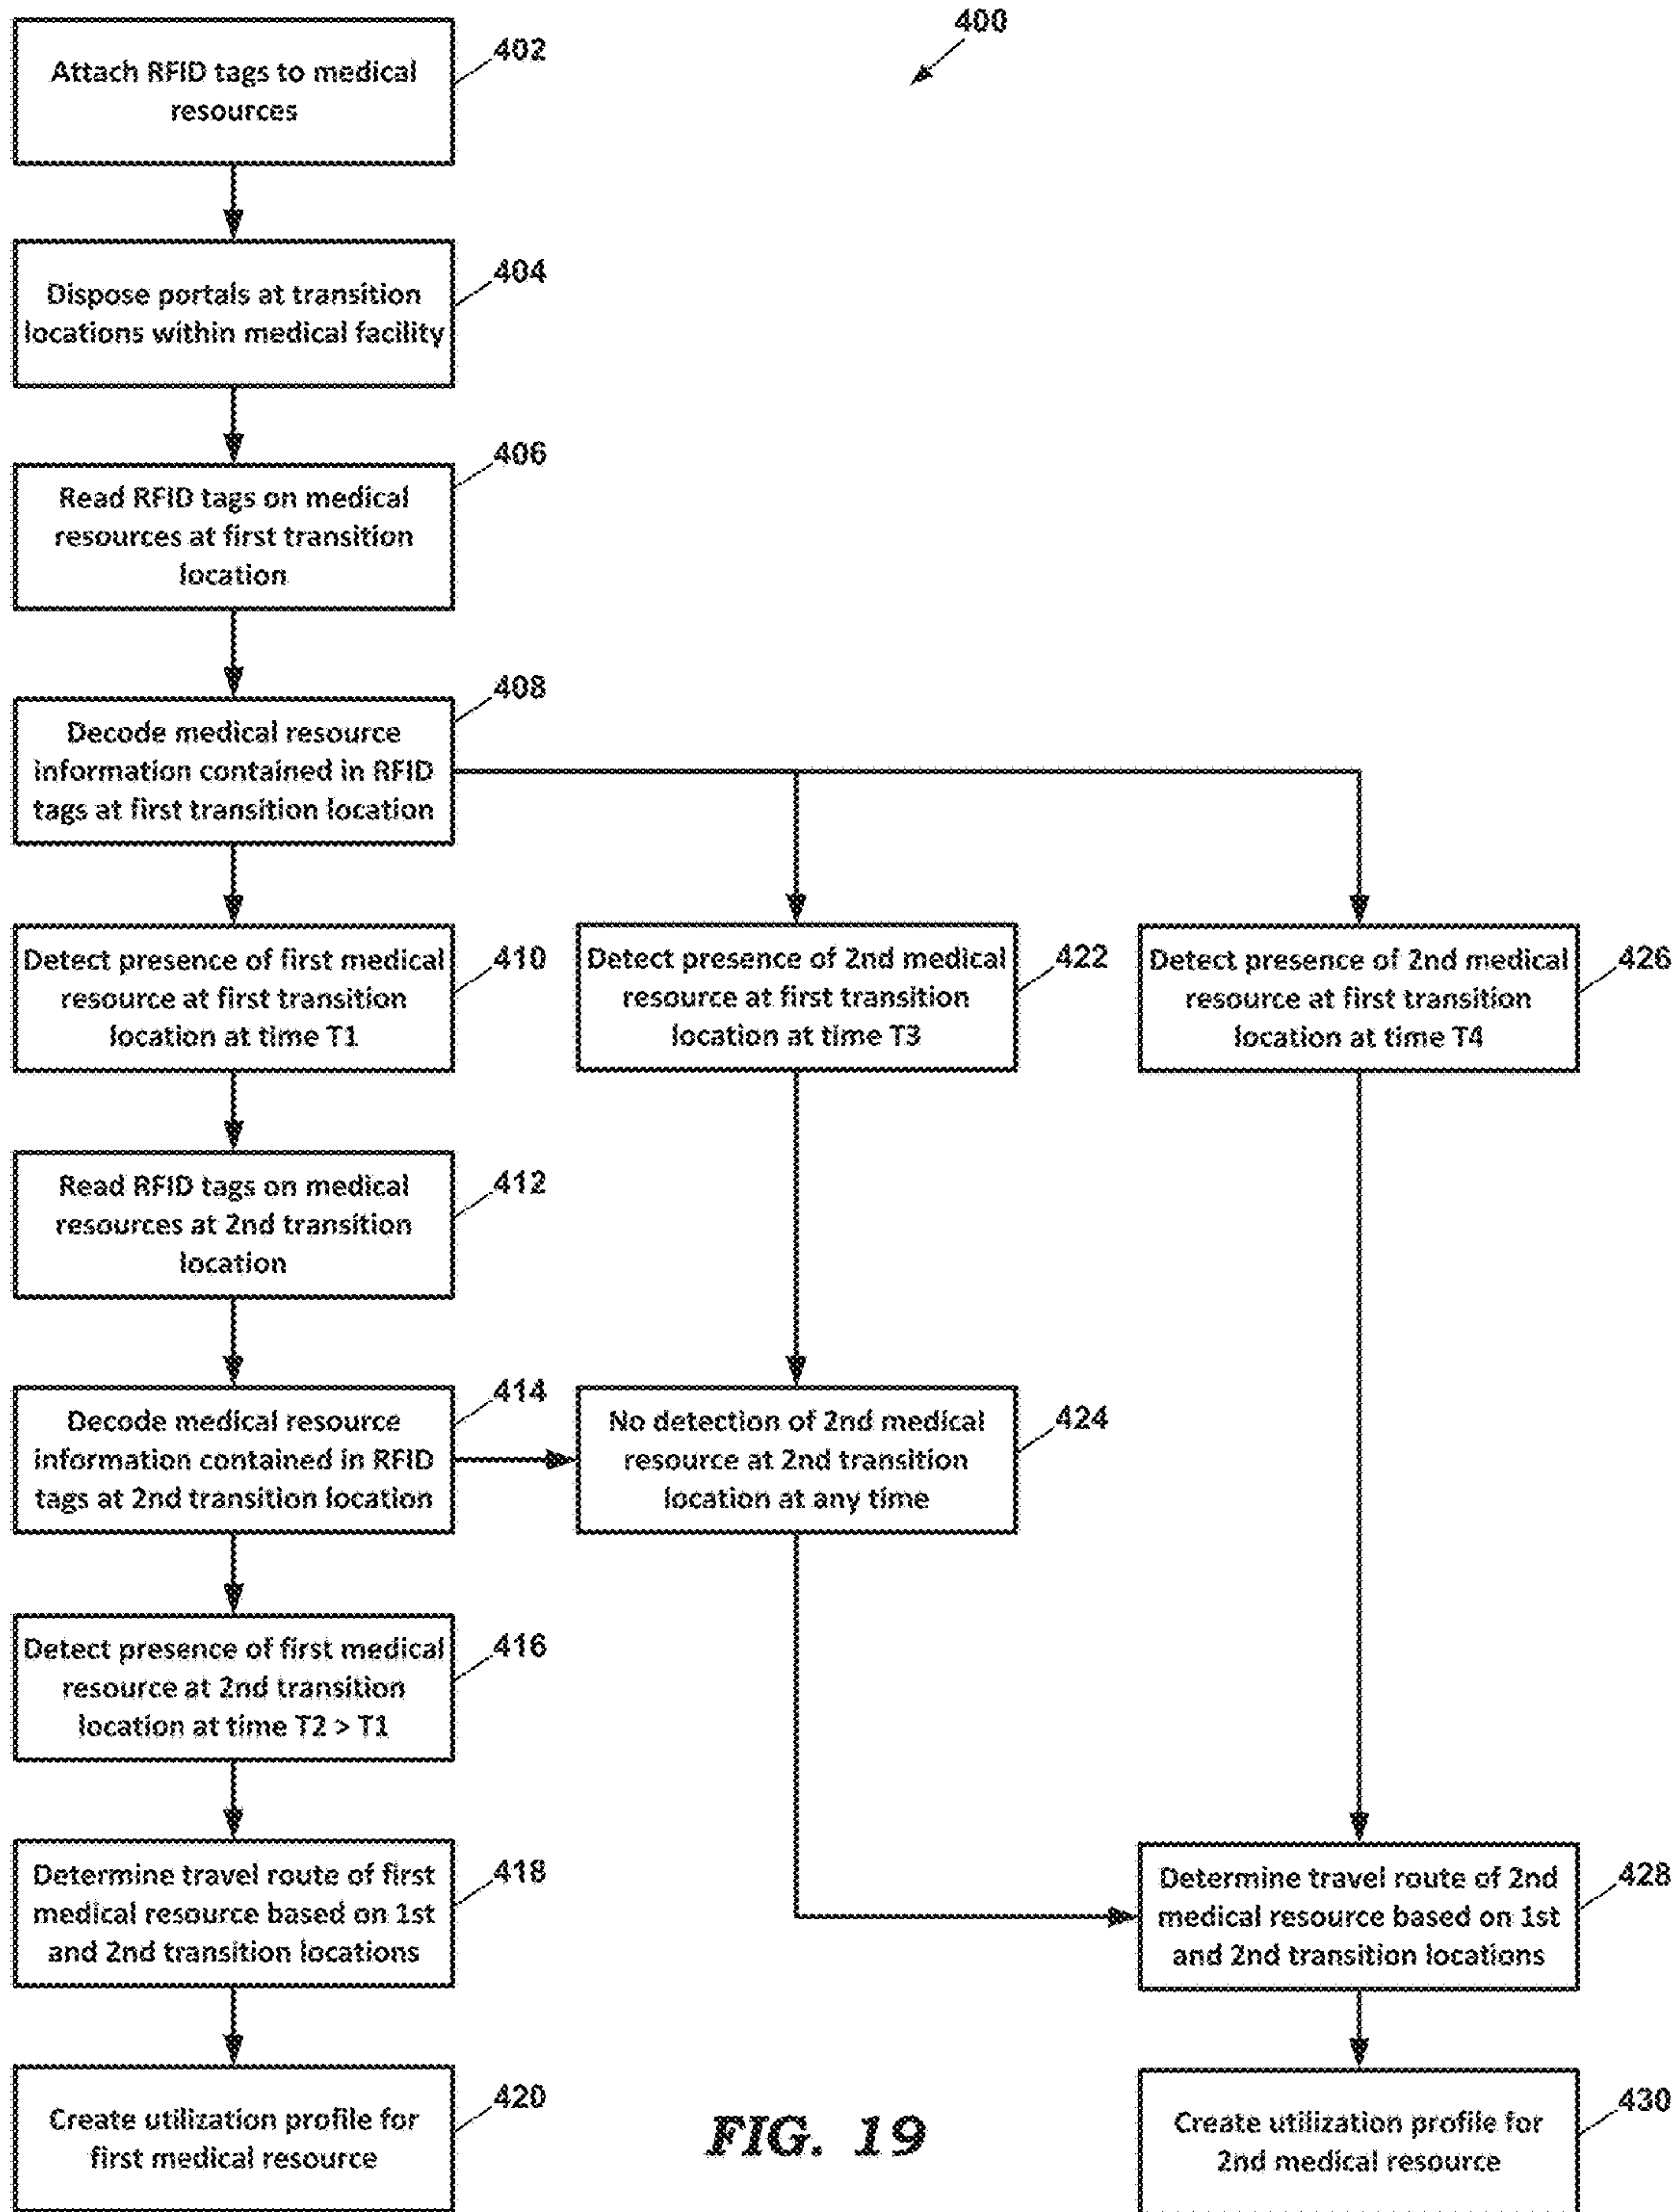 400
402
Attach RFID tags to medical
resources
404
Dispose portals at transition
locations within medical facility
406
Read RFID tags on medical
resources at first transition
location
408
Decode medical resource
information contained in RFID
tags at first transition location
Detect presence of first medical
resource at first transition
location at time T1
410
Detect presence of 2nd medical
resource at first transition
location at time T3
422
Detect presence of 2nd medical
resource at first transition
location at time T4
426
Read RFID tags on medical
resources at 2nd transition
location
412
Decode medical resource
information contained in RFID
tags at 2nd transition location
414
No detection of 2nd medical
resource at 2nd transition
location at any time
424
Detect presence of first medical
resource at 2nd transition
location at time T2 > T1
416
Determine travel route of first
medical resource based on 1st
and 2nd transition locations
418
Determine travel route of 2nd
medical resource based on 1st
and 2nd transition locations
428
Create utilization profile for
first medical resource
420
FIG. 19
Create utilization profile for
2nd medical resource
430